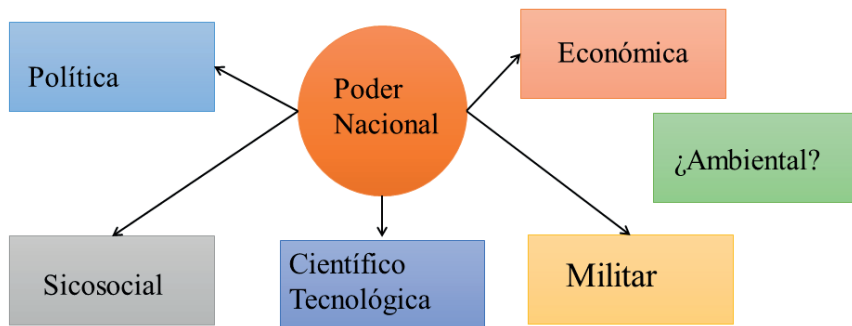 Política
Poder
Nacional
Económica
¿Ambiental?
Sicosocial
Científico
Tecnológica
Militar